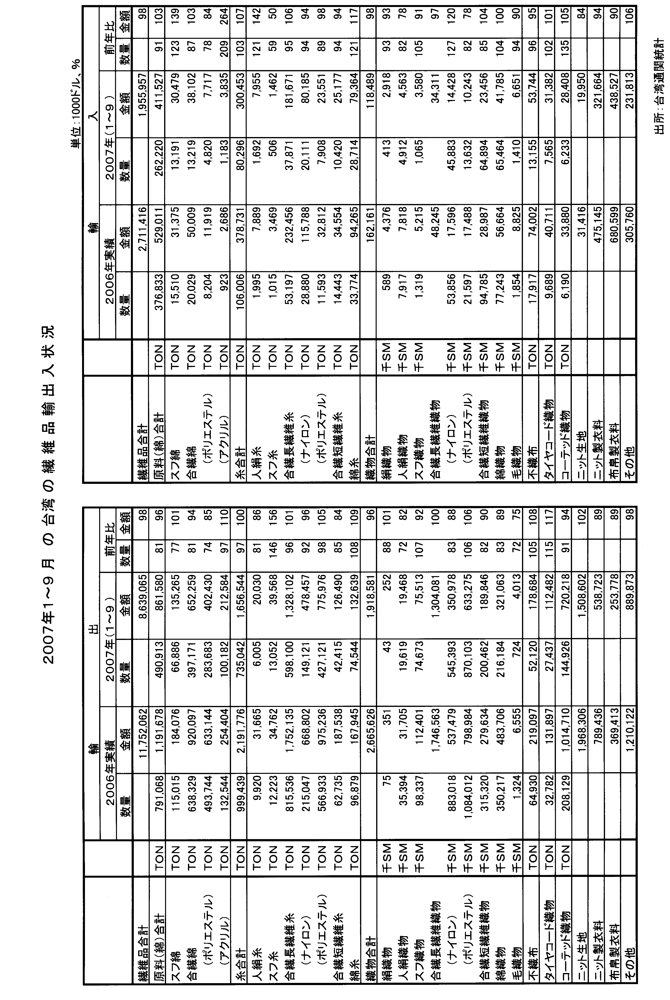 2007年1～9月 の台湾の繊維品輸出入状況
単位:1000ドル、%
輸 出
2006年実績 2007年(1～9) 前年比
数量 金額 数量 金額 数量 金額
繊維品合計 11,752,062 8,639,065 98
原料(綿)合計 TON 791,068 1,191,678 490,913 861,580 81 96
スフ綿 TON 115,015 184,076 66,886 135,265 77 101
合繊綿 TON 638,329 920,097 397,171 652,259 81 94
(ポリエステル) TON 493,744 633,144 283,683 402,430 74 85
(アクリル) TON 132,544 254,404 100,182 212,584 97 110
糸合計 TON 999,439 2,191,776 735,042 1,656,544 97 100
人絹糸 TON 9,920 31,665 6,005 20,030 81 86
スフ糸 TON 12,223 34,762 13,052 39,568 146 156
合繊長繊維糸 TON 815,536 1,752,135 598,100 1,328,102 96 101
(ナイロン) TON 215,047 668,802 149,121 478,457 92 96
(ポリエステル) TON 566,933 975,236 427,121 775,976 98 105
合繊短繊維糸 TON 62,735 187,538 42,415 126,490 85 84
綿糸 TON 96,879 167,945 74,544 132,639 108 109
織物合計 2,665,626 1,918,581 96
絹織物 千SM 75 351 43 252 88 101
人絹織物 千SM 35,394 31,705 19,619 19,468 72 82
スフ織物 千SM 98,337 112,401 74,673 75,513 107 92
合繊長繊維織物 1,746,563 1,304,081 100
(ナイロン) 千SM 883,018 537,479 545,393 350,978 83 88
(ポリエステル) 千SM 1,084,012 798,984 870,103 633,275 106 106
合繊短繊維織物 千SM 315,320 279,634 200,462 189,846 82 90
綿織物 千SM 350,217 483,706 216,184 321,063 83 89
毛織物 千SM 1,324 6,555 724 4,013 72 75
不織布 TON 64,930 219,097 52,120 178,684 105 108
タイヤコード織物 TON 32,782 131,897 27,437 112,482 115 117
コーテッド織物 TON 208,129 1,014,710 144,926 720,218 91 94
ニット生地 1,968,306 1,508,602 102
ニット製衣料 789,436 538,723 89
布帛製衣料 369,413 253,778 89
その他 1,210,122 889,873 98
輸 入
2006年実績 2007年(1～9) 前年比
数量 金額 数量 金額 数量 金額
繊維品合計 2,711,416 1,955,957 98
原料(綿)合計 TON 376,833 529,011 262,220 411,527 91 103
スフ綿 TON 15,510 31,375 13,191 30,479 123 139
合繊綿 TON 20,029 50,009 13,219 38,102 87 103
(ポリエステル) TON 8,204 11,919 4,820 7,717 78 84
(アクリル) TON 923 2,686 1,183 3,835 209 264
糸合計 TON 106,006 378,731 80,296 300,453 103 107
人絹糸 TON 1,995 7,889 1,692 7,955 121 142
スフ糸 TON 1,015 3,469 506 1,462 59 50
合繊長繊維糸 TON 53,197 232,456 37,871 181,671 95 106
(ナイロン) TON 28,880 115,788 20,111 80,185 94 94
(ポリエステル) TON 11,593 32,812 7,908 23,551 89 98
合繊短繊維糸 TON 14,443 34,554 10,420 25,177 94 94
綿糸 TON 33,774 94,265 28,714 79,364 121 117
織物合計 162,161 118,489 98
絹織物 千SM 589 4,376 413 2,918 93 93
人絹織物 千SM 7,917 7,818 4,912 4,563 82 78
スフ織物 千SM 1,319 5,215 1,065 3,580 105 91
合繊長繊維織物 48,245 34,311 97
(ナイロン) 千SM 53,856 17,596 45,883 14,428 127 120
(ポリエステル) 千SM 21,597 17,488 13,632 10,243 82 78
合繊短繊維織物 千SM 94,785 28,987 64,894 23,456 85 104
綿織物 千SM 77,243 56,664 65,464 41,785 104 100
毛織物 千SM 1,854 8,825 1,410 6,651 94 90
不織布 TON 17,917 74,002 13,155 53,744 96 95
タイヤコード織物 TON 9,689 40,711 7,565 31,382 102 101
コーテッド織物 TON 6,190 33,880 6,233 28,408 135 105
ニット生地 31,416 19,950 84
ニット製衣料 475,145 321,664 94
布帛製衣料 680,599 438,527 90
その他 305,760 231,813 106
出所:台湾通関統計